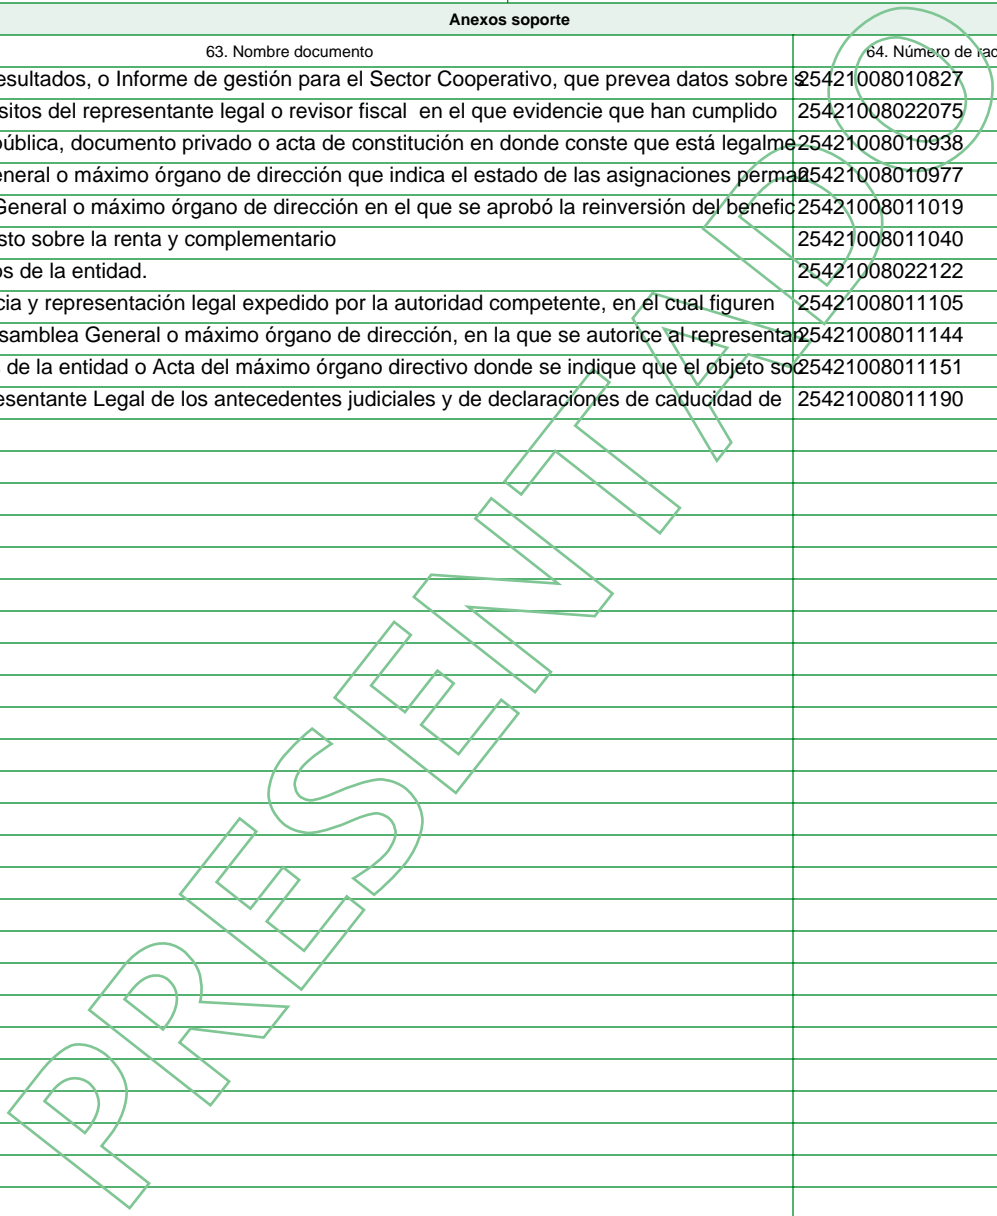 Anexos soporte
63. Nombre documento 64. Número de rad
esultados, o Informe de gestión para el Sector Cooperativo, que prevea datos sobre s 25421008010827
sitos del representante legal o revisor fiscal en el que evidencie que han cumplido 25421008022075
pública, documento privado o acta de constitución en donde conste que está legalme 25421008010938
eneral o máximo órgano de dirección que indica el estado de las asignaciones perman 25421008010977
General o máximo órgano de dirección en el que se aprobó la reinversión del benefic 25421008011019
sto sobre la renta y complementario 25421008011040
os de la entidad. 25421008022122
cia y representación legal expedido por la autoridad competente, en el cual figuren 25421008011105
samblea General o máximo órgano de dirección, en la que se autorice al representan 25421008011144
de la entidad o Acta del máximo órgano directivo donde se indique que el objeto soc 25421008011151
esentante Legal de los antecedentes judiciales y de declaraciones de caducidad de 25421008011190
PRESENTADO